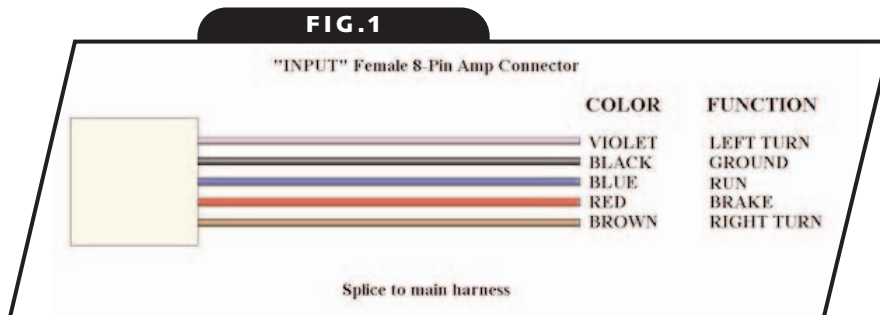 FIG.1
"INPUT" Female 8-Pin Amp Connector
COLOR FUNCTION
VIOLET LEFT TURN
BLACK GROUND
BLUE RUN
RED BRAKE
BROWN RIGHT TURN
Splice to main harness